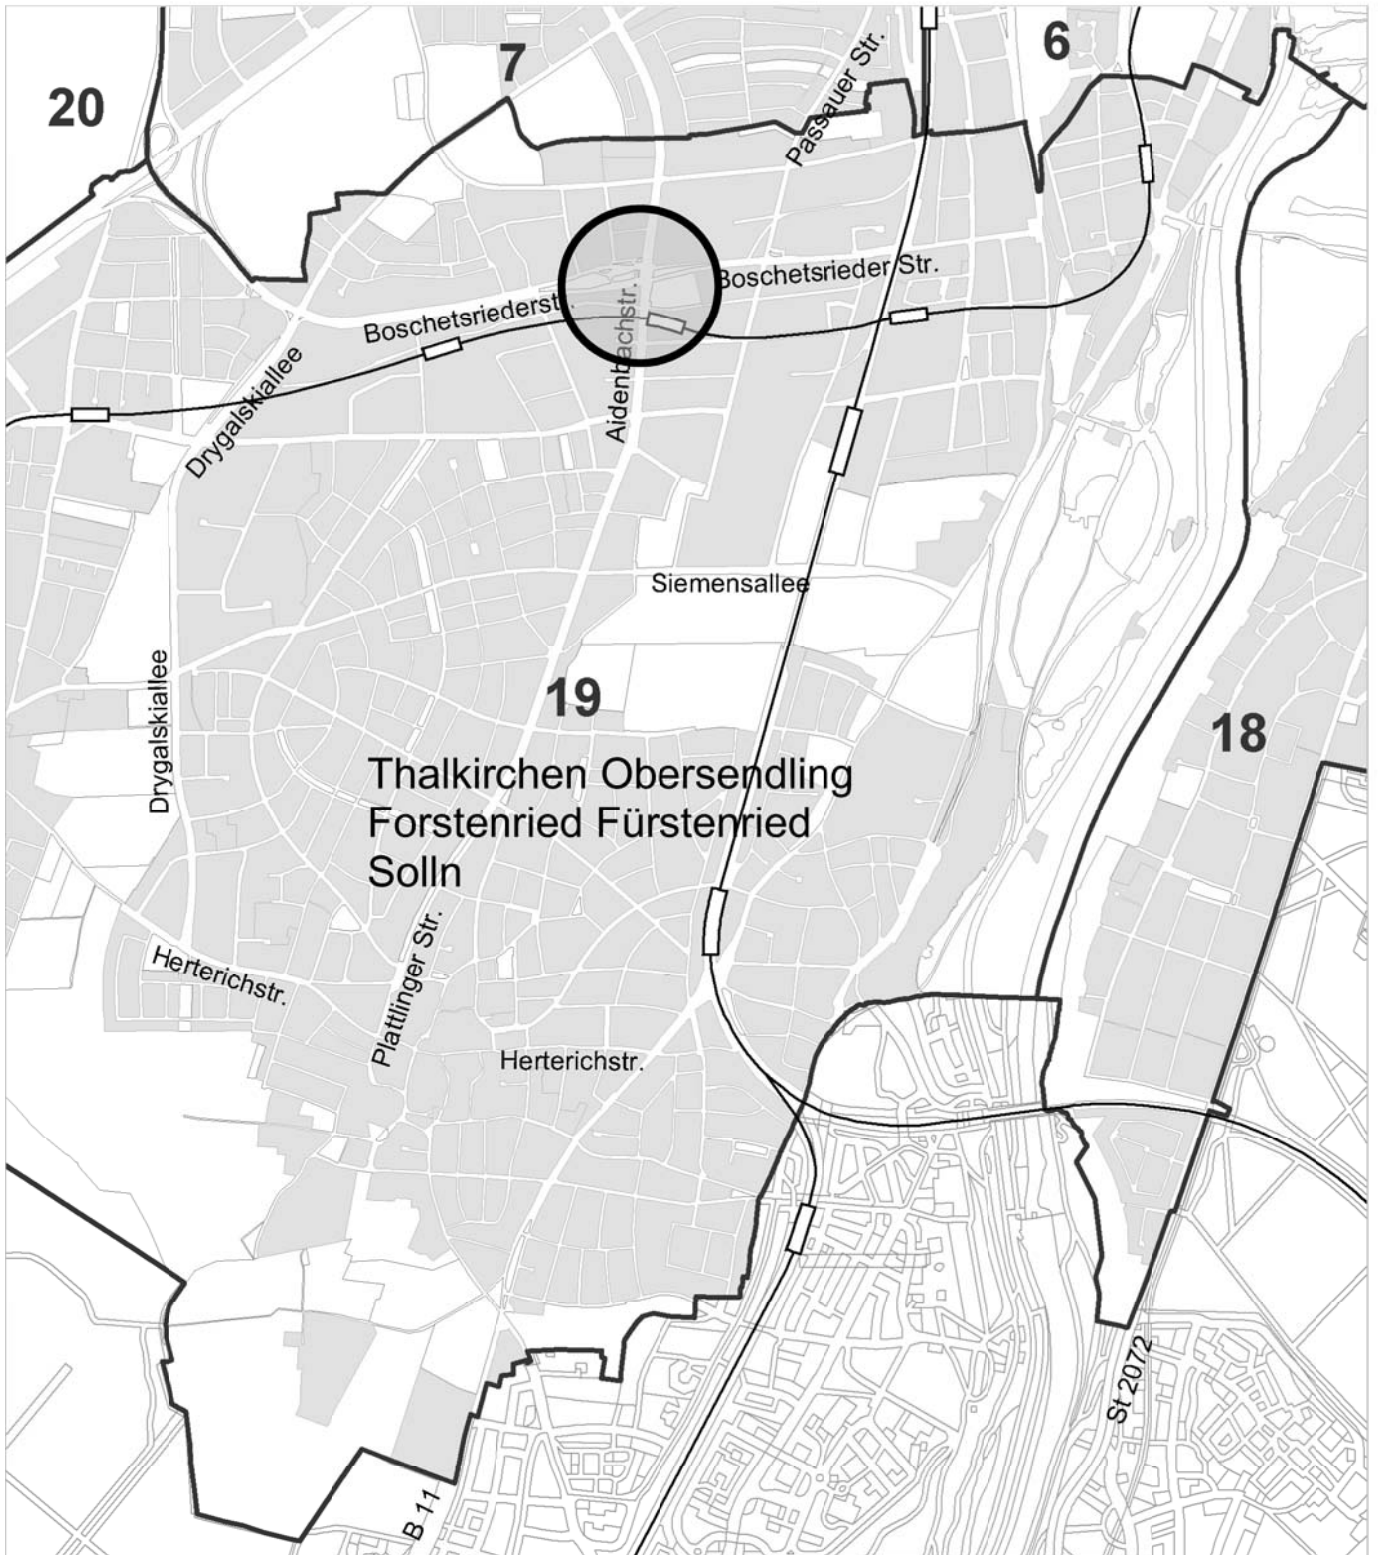 7
6
20
Passauer Str.
Boschetsrieder Str.
Boschetsriederstr.
Aidenbachstr.
Drygalskiallee
Siemensallee
Drygalskiallee
19
18
Thalkirchen Obersendling
Forstenried Fürstenried
Solln
Plattlinger Str.
Herterichstr.
Herterichstr.
St 2072
B 11